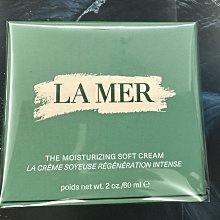 LA MER
THE MOISTURIZING SOFT CREAM
LA CRÈME SOYEUSE RÉGÉNÉRATION INTENSE
poids net wt. 2 oz./60 ml ℮